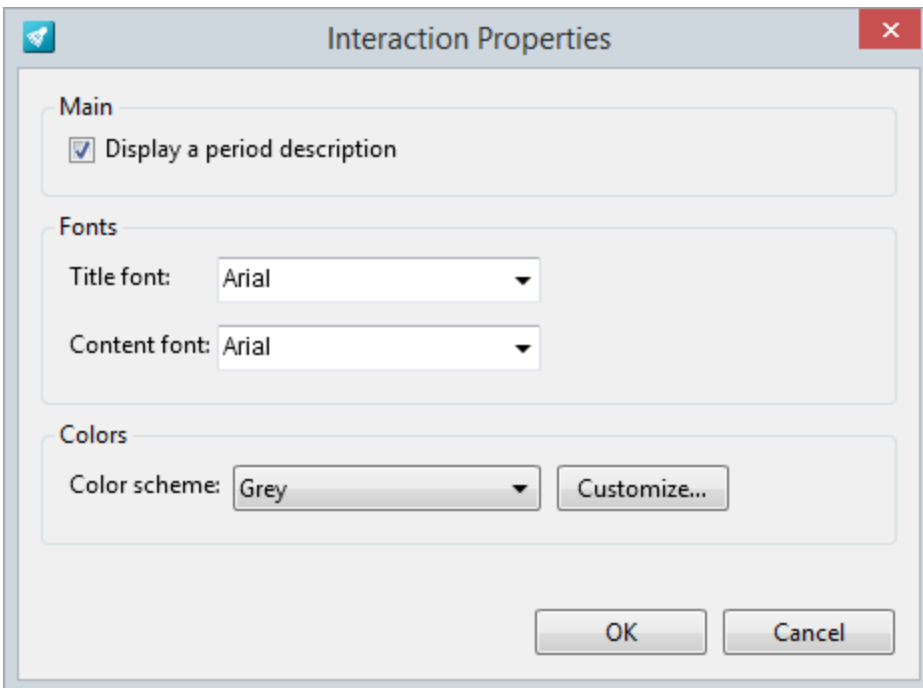 Interaction Properties
Main
Display a period description
Fonts
Title font: Arial
Content font: Arial
Colors
Color scheme: Grey Customize...
OK Cancel